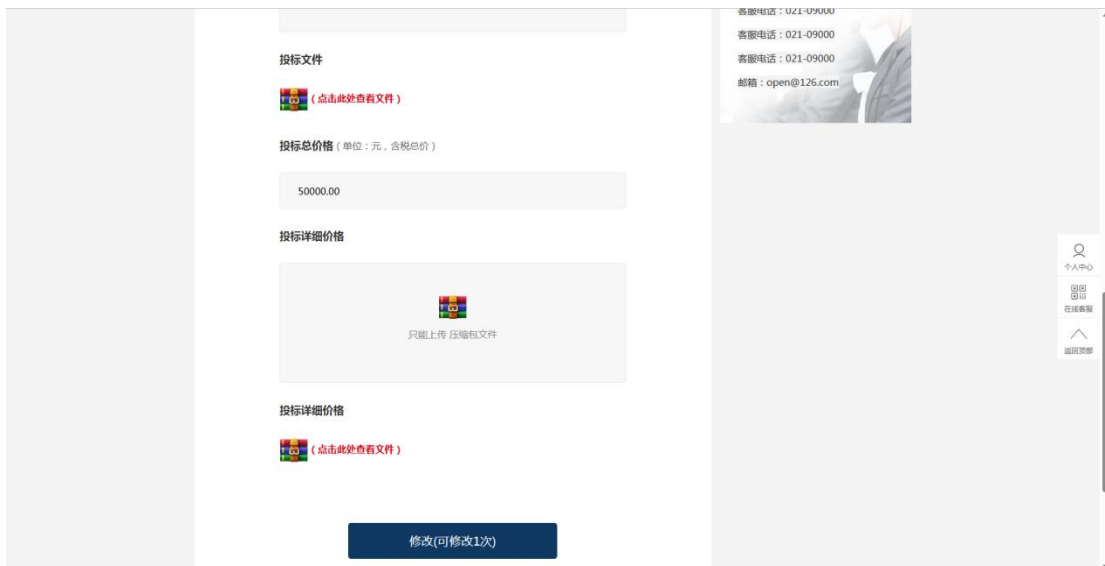 投标文件
（点击此处查看文件）
投标总价格（单位：元，含税总价）
50000.00
投标详细价格
只能上传 压缩包文件
投标详细价格
（点击此处查看文件）
修改(可修改1次)
客服电话：021-09000
客服电话：021-09000
客服电话：021-09000
邮箱：open@126.com
个人中心
在线客服
返回顶部